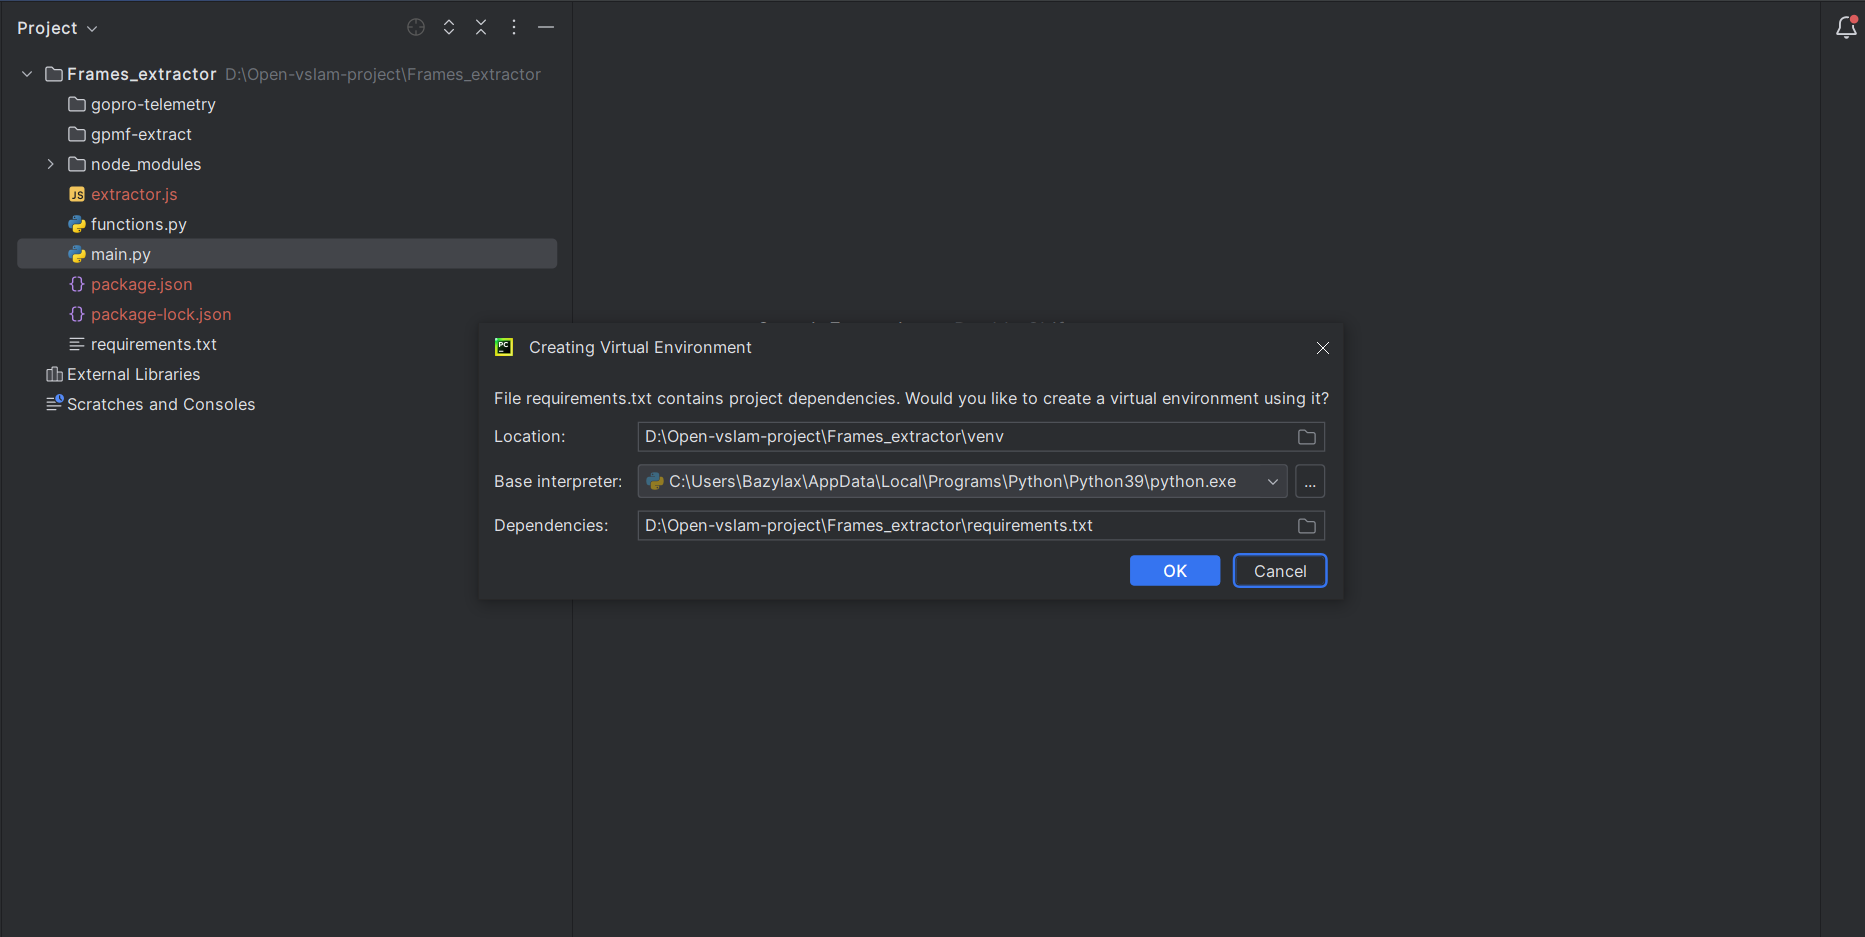 Project
Frames_extractor D:\Open-vslam-project\Frames_extractor
gopro-telemetry
gpmf-extract
node_modules
JS extractor.js
functions.py
main.py
{} package.json
{} package-lock.json
requirements.txt
External Libraries
Scratches and Consoles
PC Creating Virtual Environment
File requirements.txt contains project dependencies. Would you like to create a virtual environment using it?
Location: D:\Open-vslam-project\Frames_extractor\venv
Base interpreter: C:\Users\Bazylax\AppData\Local\Programs\Python\Python39\python.exe ...
Dependencies: D:\Open-vslam-project\Frames_extractor\requirements.txt
OK Cancel